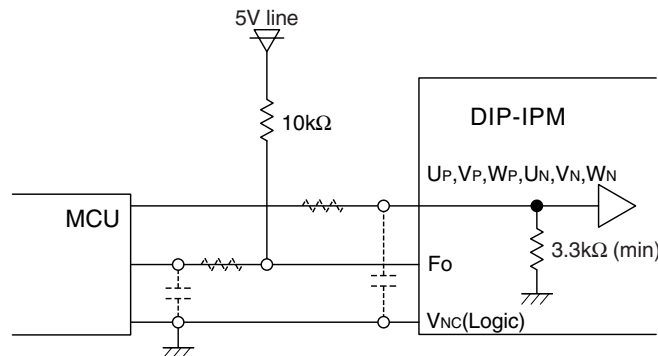 5V line
10kΩ
DIP-IPM
UP,VP,WP,UN,VN,WN
MCU
3.3kΩ (min)
Fo
VNC(Logic)